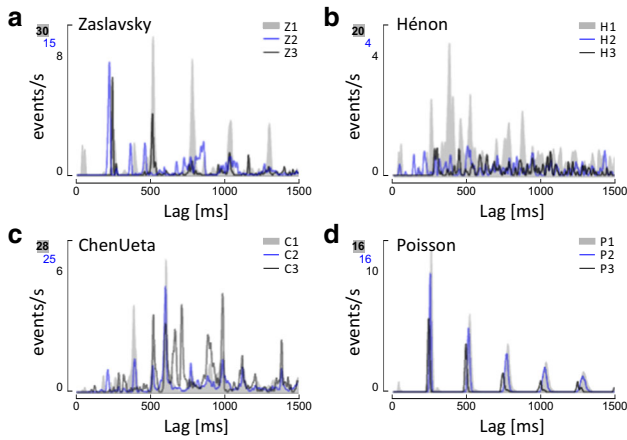 a
Zaslavsky
30
15
8
0
events/s
Z1
Z2
Z3
0 500 1000 1500
Lag [ms]
b
Hénon
20
4
4
2
0
events/s
H1
H2
H3
0 500 1000 1500
Lag [ms]
c
ChenUeta
28
25
6
0
events/s
C1
C2
C3
0 500 1000 1500
Lag [ms]
d
Poisson
16
16
10
0
events/s
P1
P2
P3
0 500 1000 1500
Lag [ms]